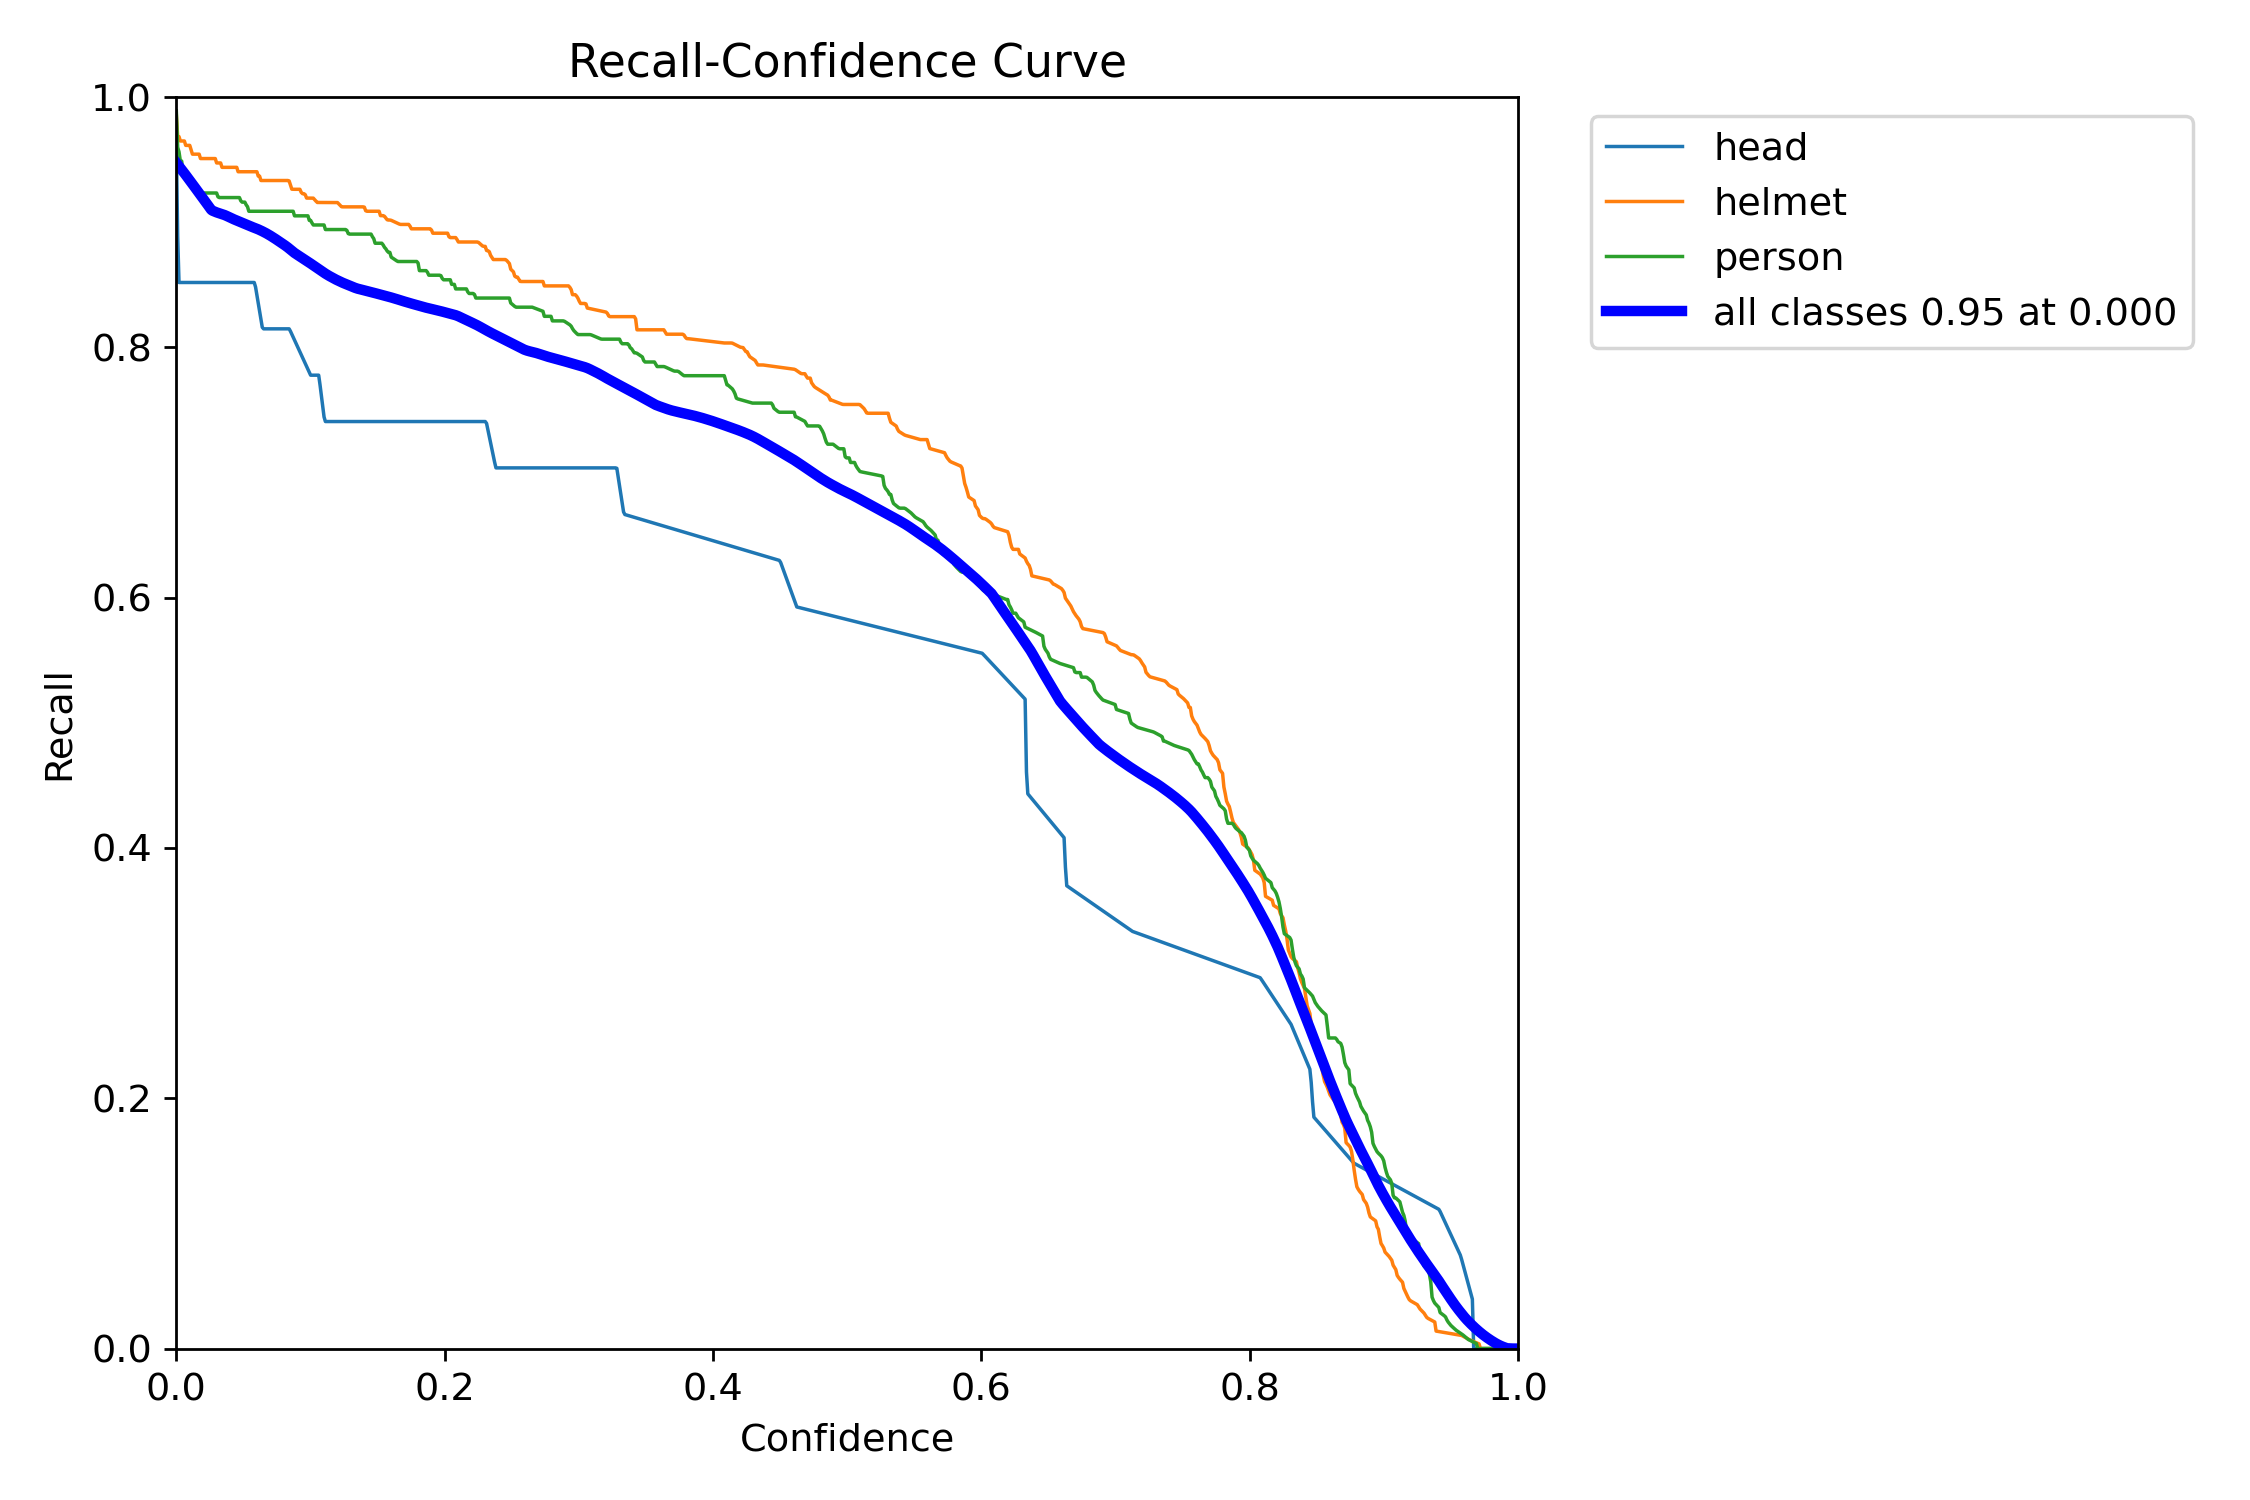 Recall-Confidence Curve
1.0
0.8
0.6
0.4
0.2
0.0
Recall
0.0 0.2 0.4 0.6 0.8 1.0
Confidence
head
helmet
person
all classes 0.95 at 0.000